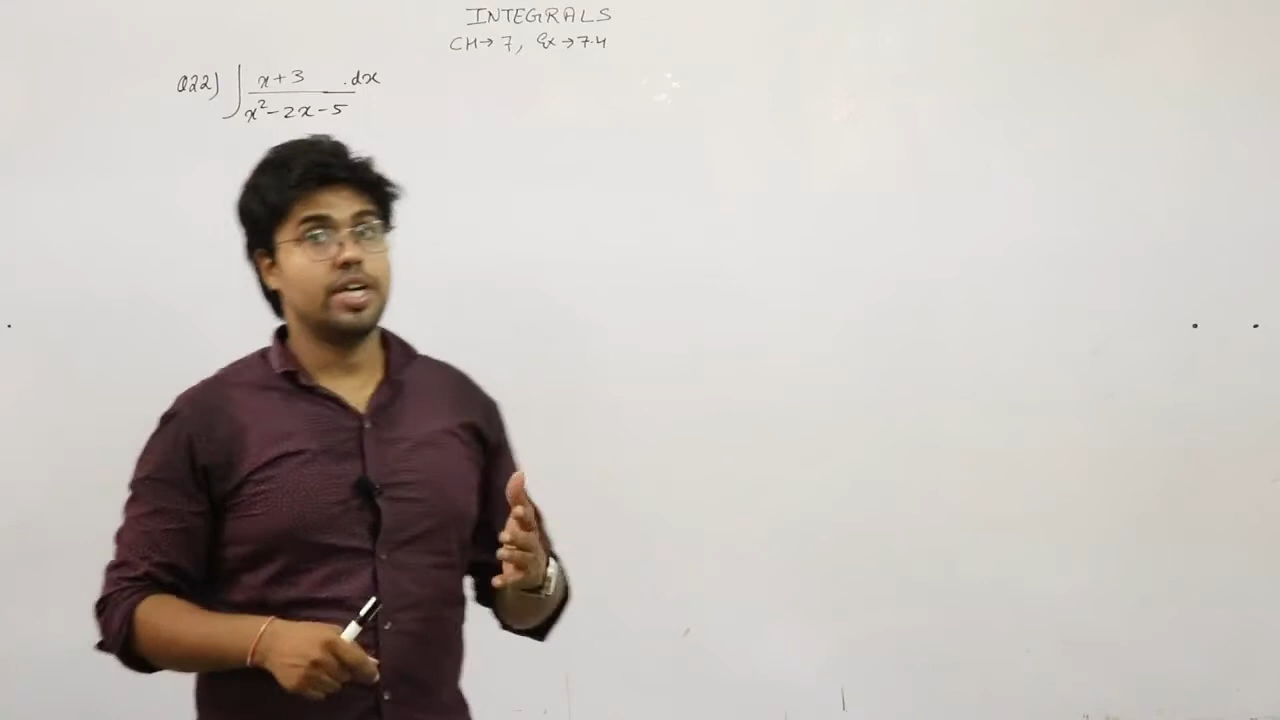 INTEGRALS
CH→7, Ex→7.4
Q22) ∫ x+3 .dx
x²-2x-5